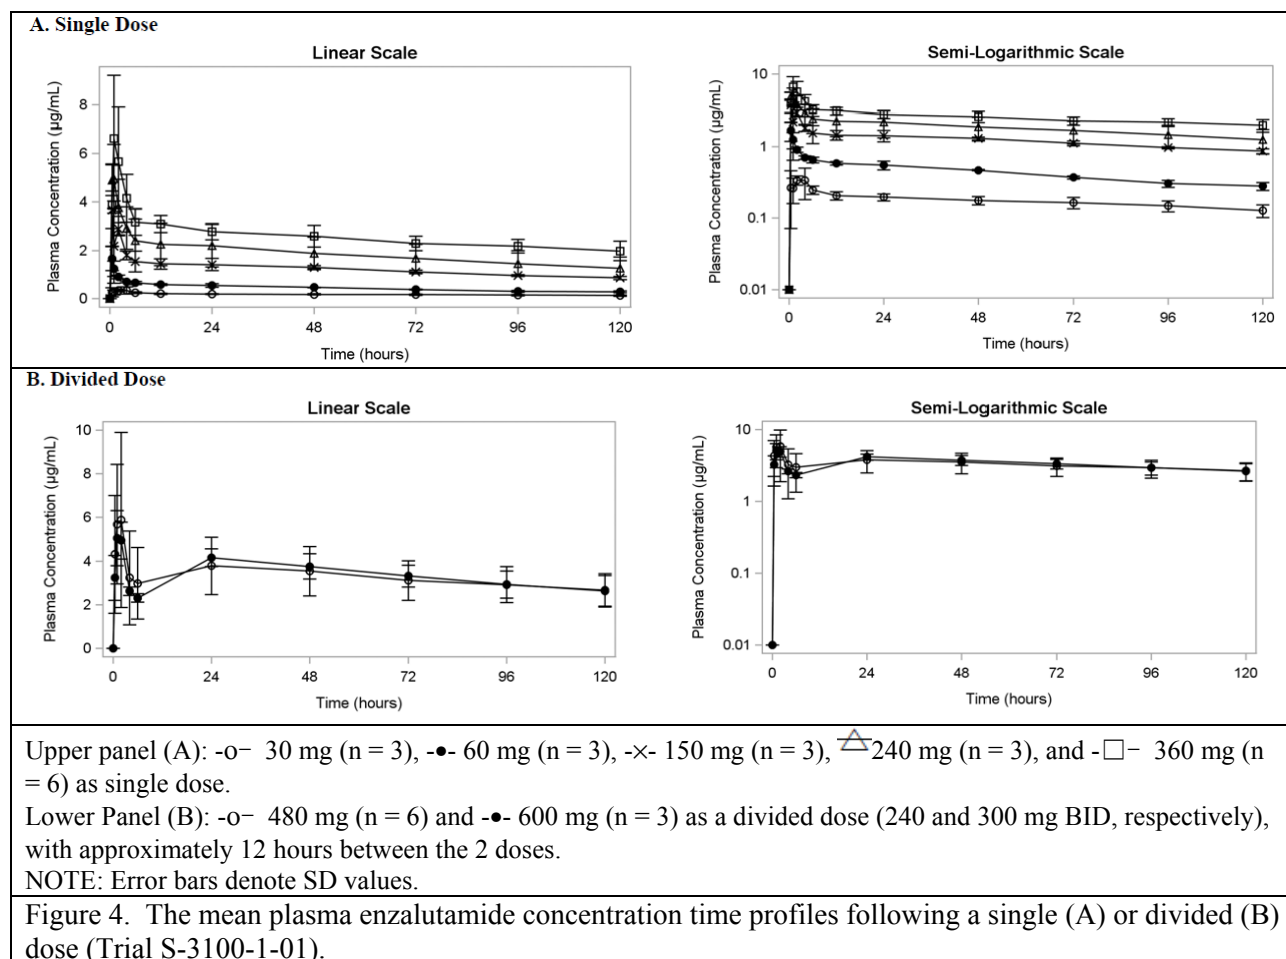 A. Single Dose
Linear Scale
Semi-Logarithmic Scale
Plasma Concentration (µg/mL)
8
6
4
2
0
0 24 48 72 96 120
Time (hours)
Plasma Concentration (µg/mL)
10
1
0.1
0.01
0 24 48 72 96 120
Time (hours)
B. Divided Dose
Linear Scale
Semi-Logarithmic Scale
Plasma Concentration (µg/mL)
10
8
6
4
2
0
0 24 48 72 96 120
Time (hours)
Plasma Concentration (µg/mL)
10
1
0.1
0.01
0 24 48 72 96 120
Time (hours)
Upper panel (A): -o- 30 mg (n = 3), -●- 60 mg (n = 3), -×- 150 mg (n = 3), △ 240 mg (n = 3), and -□- 360 mg (n
= 6) as single dose.
Lower Panel (B): -o- 480 mg (n = 6) and -●- 600 mg (n = 3) as a divided dose (240 and 300 mg BID, respectively),
with approximately 12 hours between the 2 doses.
NOTE: Error bars denote SD values.
Figure 4. The mean plasma enzalutamide concentration time profiles following a single (A) or divided (B)
dose (Trial S-3100-1-01).